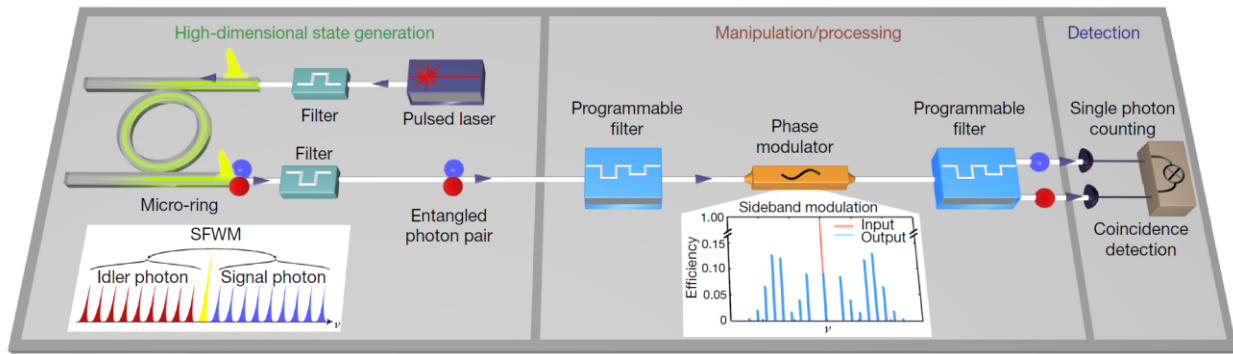 High-dimensional state generation
Manipulation/processing
Detection
Filter
Pulsed laser
Micro-ring
Filter
Entangled
photon pair
SFWM
Idler photon
Signal photon
ν
Programmable
filter
Phase
modulator
Programmable
filter
Sideband modulation
1.00
0.15
0.10
0.05
0
Efficiency
Input
Output
ν
Single photon
counting
Coincidence
detection